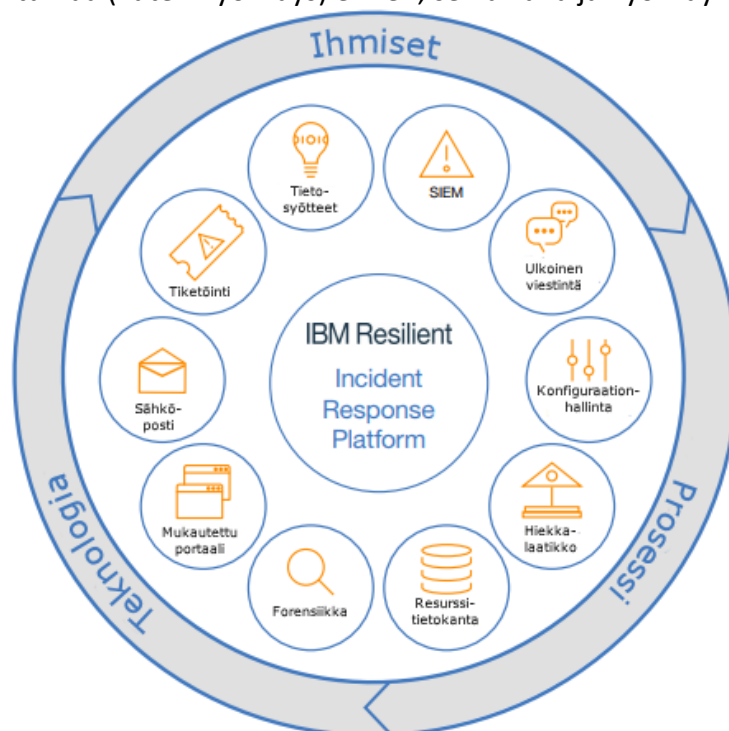 Ihmiset
Tieto-
syötteet
SIEM
Tiketöinti
Ulkoinen
viestintä
IBM Resilient
Incident
Response
Platform
Sähkö-
posti
Konfiguraation-
hallinta
Mukautettu
portaali
Hiekka-
laatikko
Forensiikka
Resurssi-
tietokanta
Teknologia
Prosessi